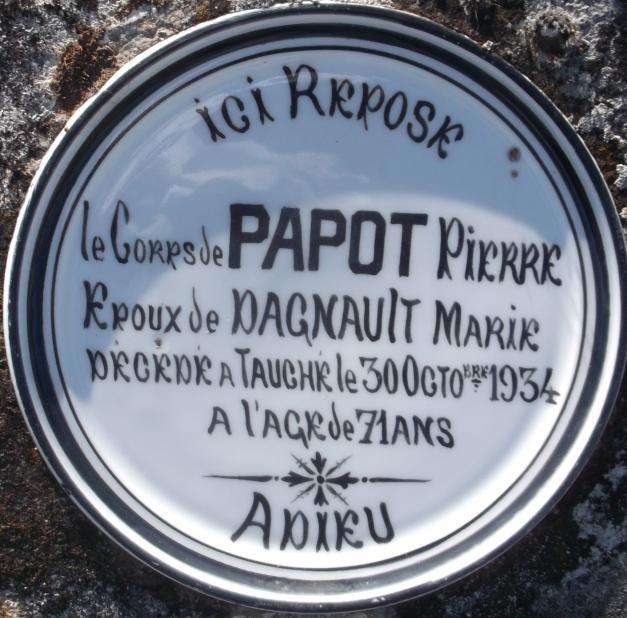 ici REPOSE
le CORPS de PAPOT PIERRE
EPOUX de DAGNAULT MARIE
DÉCÉDÉ A TAUCHÉ le 30 OCTOBRE 1934
A l'AGE de 71 ANS
ADIEU